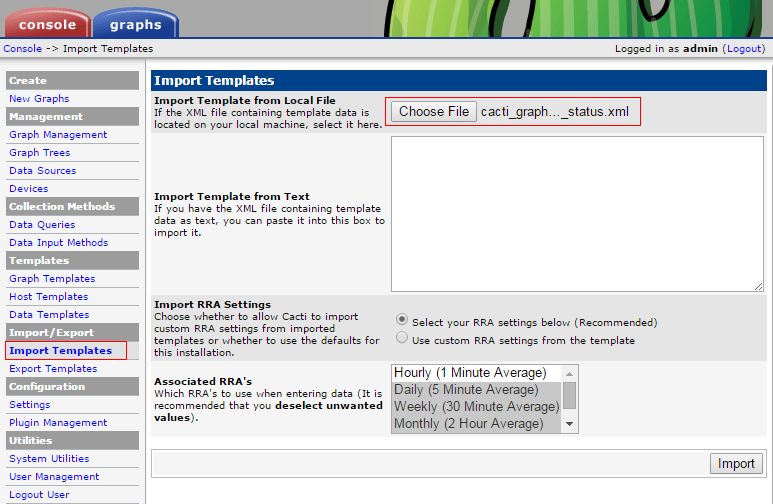 console
graphs
Console -> Import Templates
Logged in as admin (Logout)
Create
New Graphs
Management
Graph Management
Graph Trees
Data Sources
Devices
Collection Methods
Data Queries
Data Input Methods
Templates
Graph Templates
Host Templates
Data Templates
Import/Export
Import Templates
Export Templates
Configuration
Settings
Plugin Management
Utilities
System Utilities
User Management
Logout User
Import Templates
Import Template from Local File
If the XML file containing template data is
located on your local machine, select it here.
Choose File cacti_graph..._status.xml
Import Template from Text
If you have the XML file containing template
data as text, you can paste it into this box to
import it.
Import RRA Settings
Choose whether to allow Cacti to import
custom RRA settings from imported
templates or whether to use the defaults for
this installation.
Select your RRA settings below (Recommended)
Use custom RRA settings from the template
Associated RRA's
Which RRA's to use when entering data (It is
recommended that you deselect unwanted
values).
Hourly (1 Minute Average)
Daily (5 Minute Average)
Weekly (30 Minute Average)
Monthly (2 Hour Average)
Import